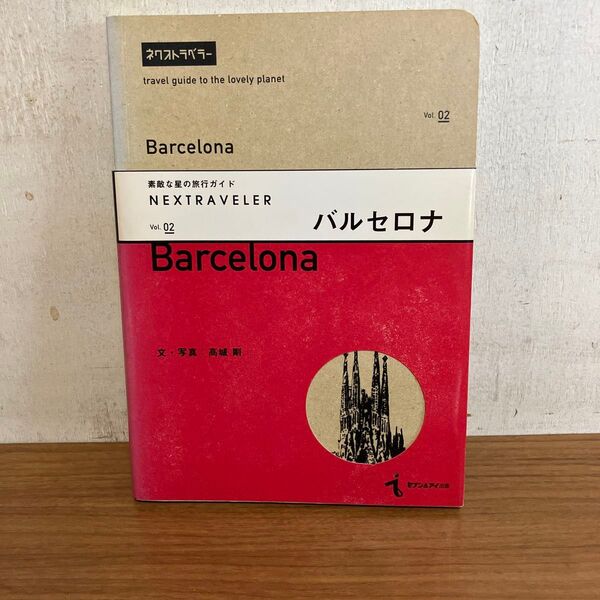 ネクストラベラー
travel guide to the lovely planet
Vol. 02
Barcelona
素敵な星の旅行ガイド
NEXTRAVELER
Vol. 02
バルセロナ
Barcelona
文・写真：高城 剛
セブン&アイ出版